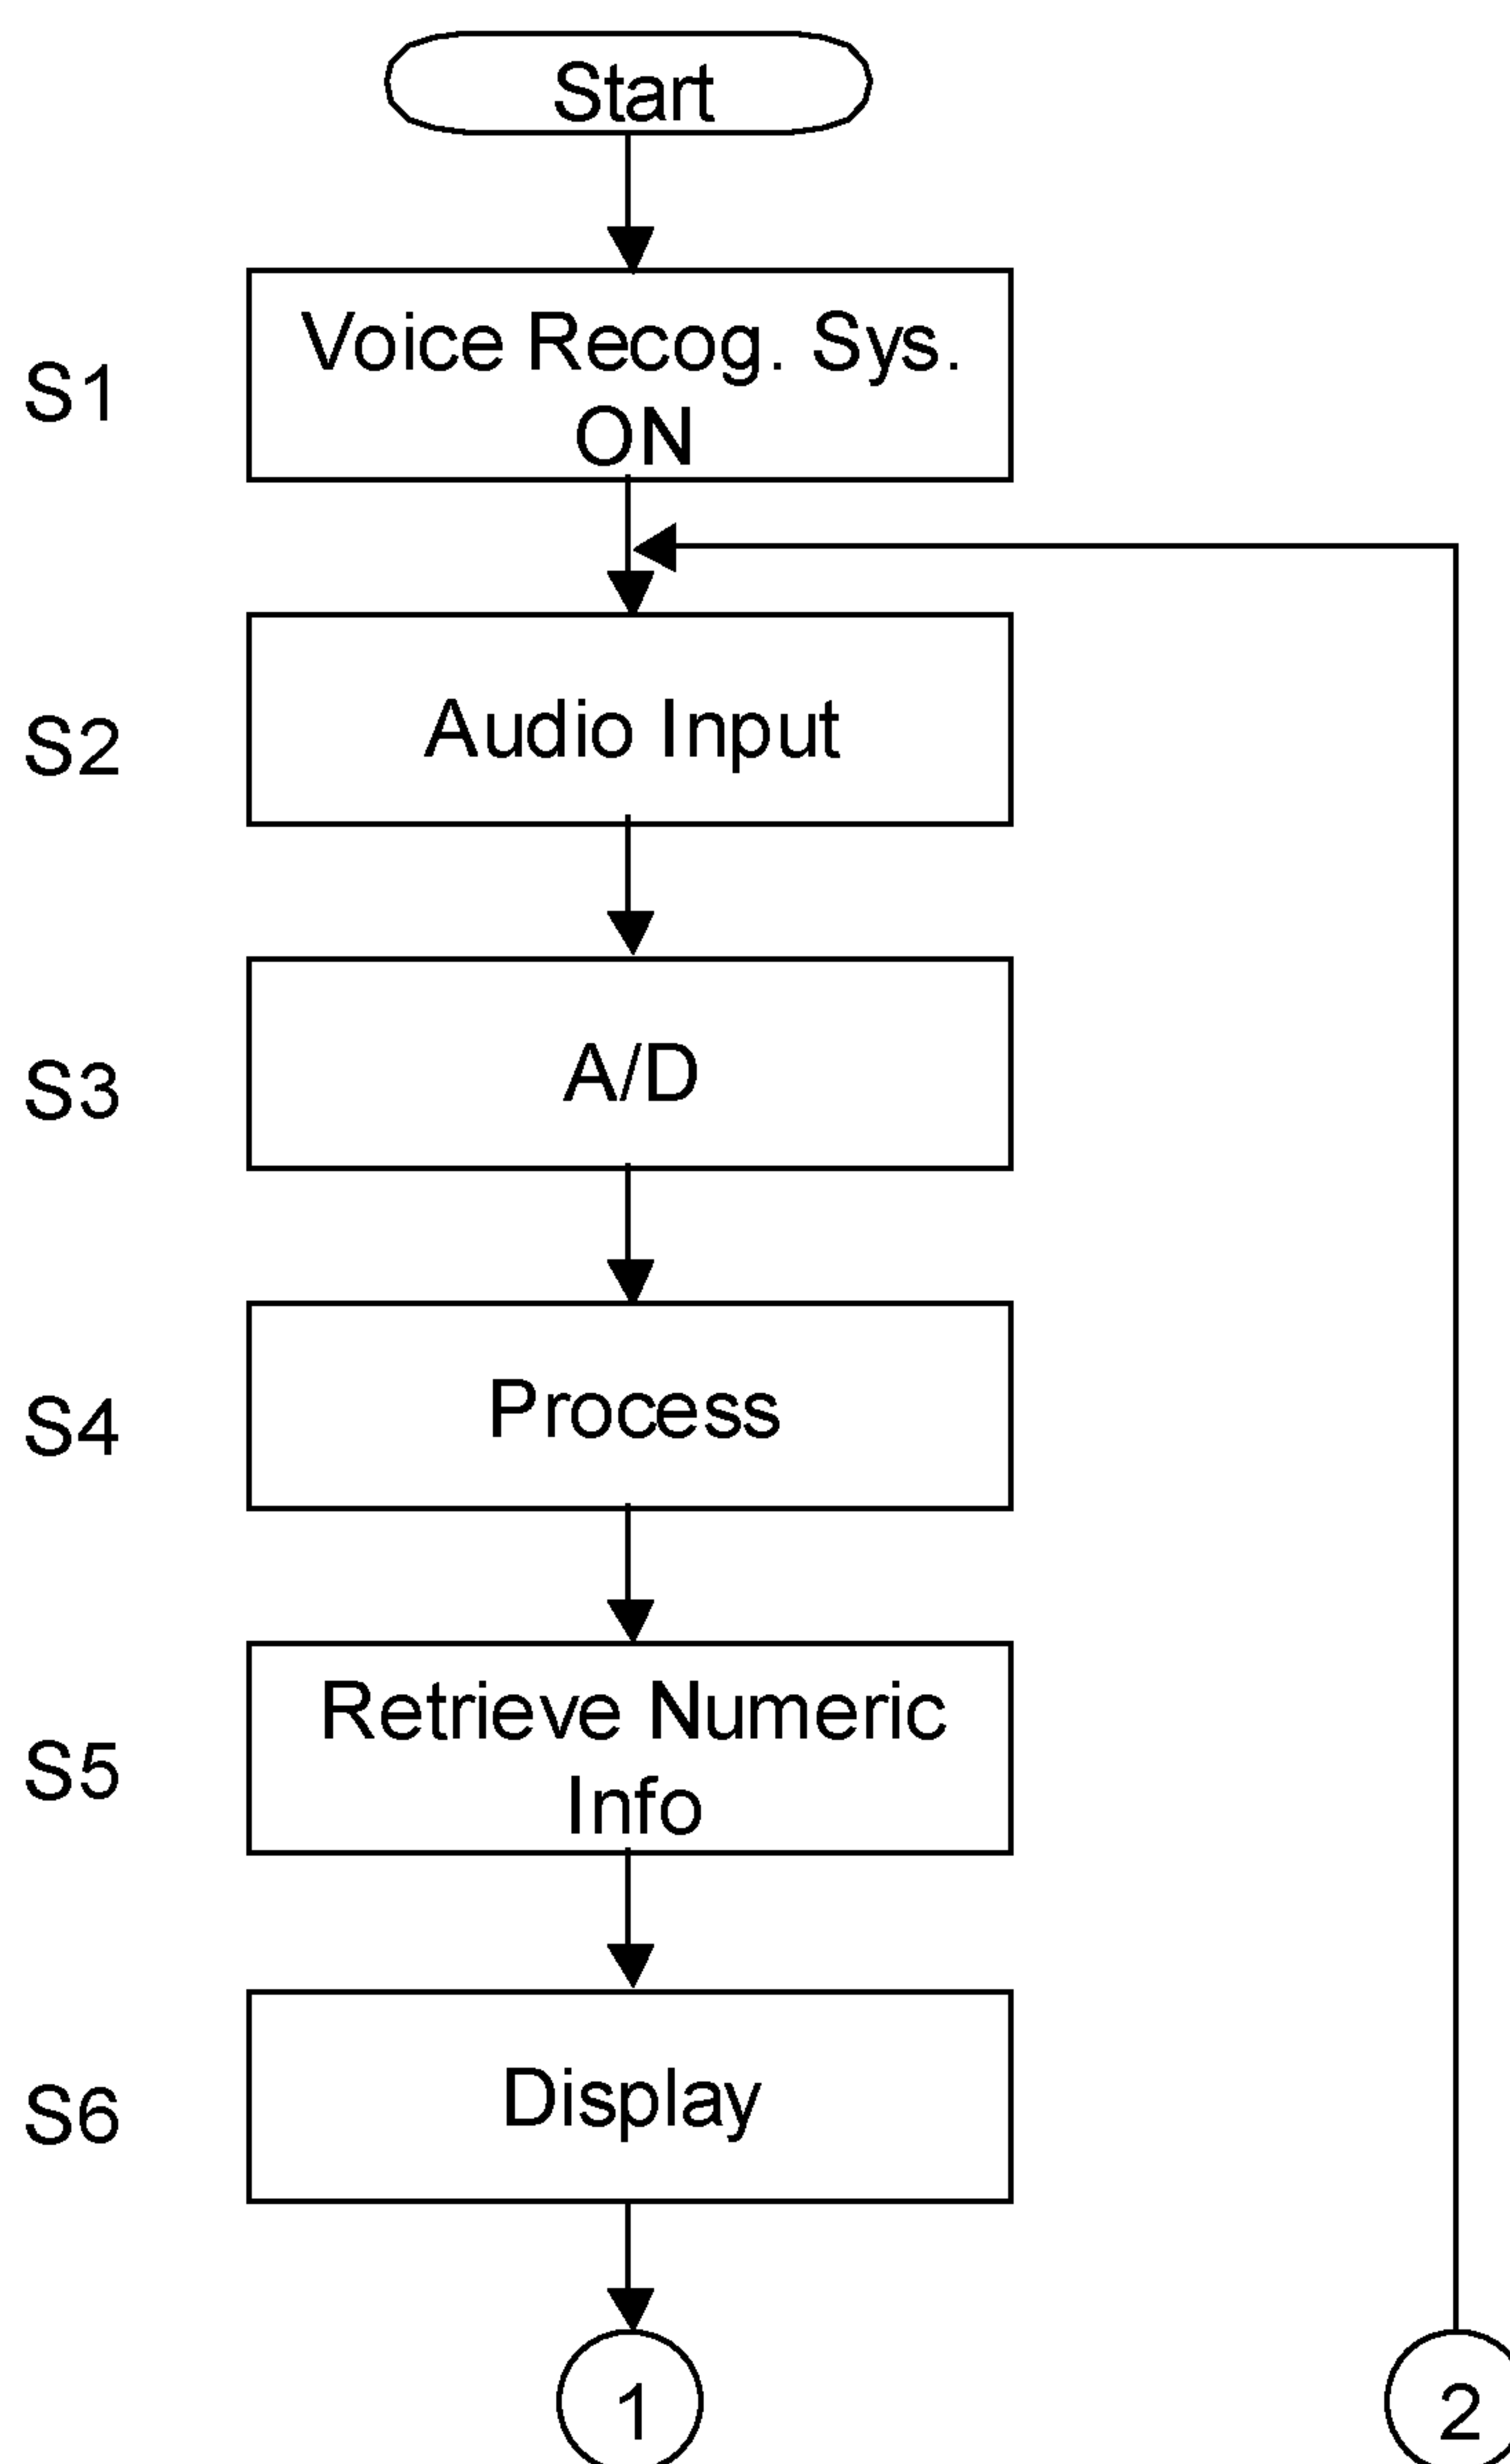 Start
S1
Voice Recog. Sys.
ON
S2
Audio Input
S3
A/D
S4
Process
S5
Retrieve Numeric
Info
S6
Display
1
2